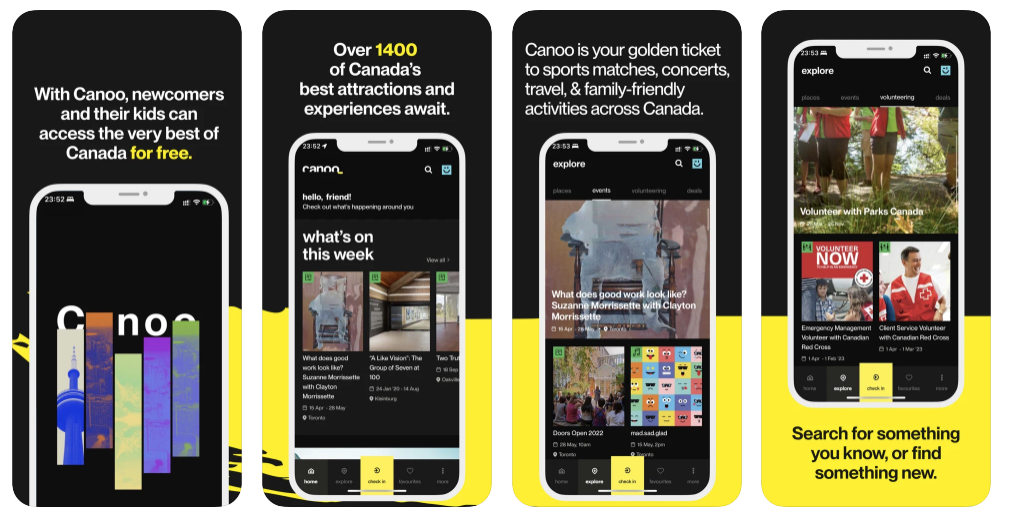 With Canoo, newcomers
and their kids can
access the very best of
Canada for free.
23:52
Canoo
Over 1400
of Canada's
best attractions and
experiences await.
23:52
canoo
hello, friend!
Check out what's happening around you
what's on
this week
View all >
What does good
work look like?
Suzanne Morrissette
with Clayton
Morrissette
15 Apr - 28 May
Toronto
"A Like Vision": The
Group of Seven at
100
24 Jan '20 - 14 Aug
Kleinburg
Two Trut
16 Sep
Oakville
home
explore
check in
favourites
more
Canoo is your golden ticket
to sports matches, concerts,
travel, & family-friendly
activities across Canada.
23:53
explore
places
events
volunteering
deals
What does good work look like?
Suzanne Morrissette with Clayton
Morrissette
Toronto
Doors Open 2022
28 May, 10am
Toronto
mad.sad.glad
15 May, 2pm
Toronto
home
explore
check in
favourites
more
23:53
explore
places
events
volunteering
deals
Volunteer with Parks Canada
VOLUNTEER
NOW
Emergency Management
Volunteer with Canadian
Red Cross
1 Apr - 1 Feb '23
Client Service Volunteer
with Canadian Red Cross
1 Apr - 1 Mar '23
home
explore
check in
favourites
more
Search for something
you know, or find
something new.